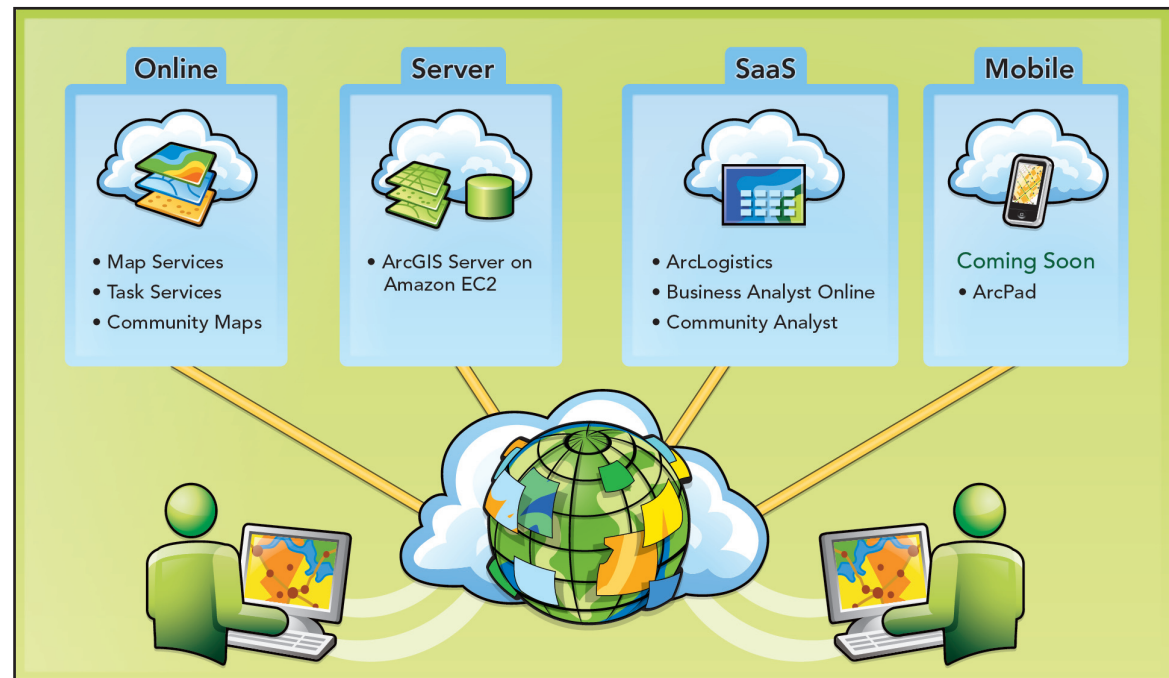 Online
• Map Services
• Task Services
• Community Maps
Server
• ArcGIS Server on
Amazon EC2
SaaS
• ArcLogistics
• Business Analyst Online
• Community Analyst
Mobile
Coming Soon
• ArcPad